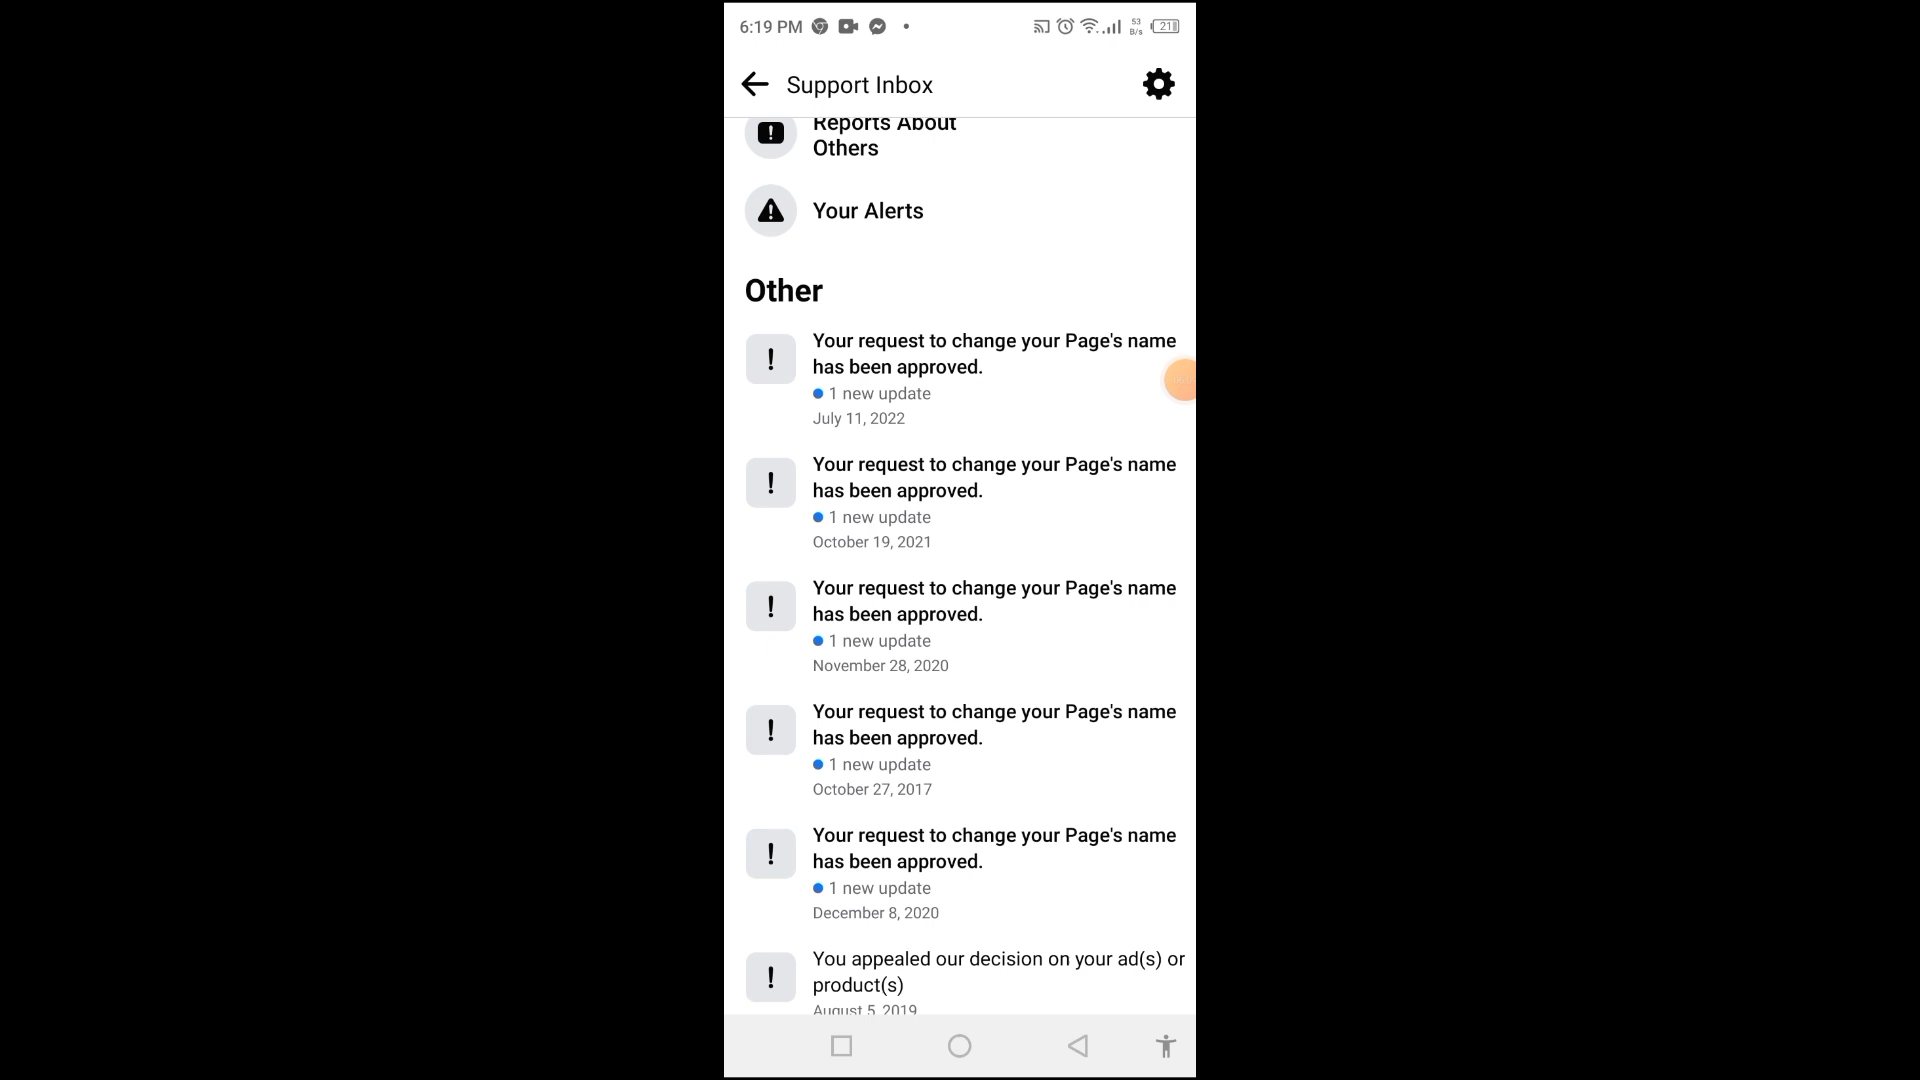 6:19 PM
53
B/s
21
Support Inbox
Reports About
Others
Your Alerts
Other
Your request to change your Page's name
has been approved.
1 new update
July 11, 2022
Your request to change your Page's name
has been approved.
1 new update
October 19, 2021
Your request to change your Page's name
has been approved.
1 new update
November 28, 2020
Your request to change your Page's name
has been approved.
1 new update
October 27, 2017
Your request to change your Page's name
has been approved.
1 new update
December 8, 2020
You appealed our decision on your ad(s) or
product(s)
August 5, 2019